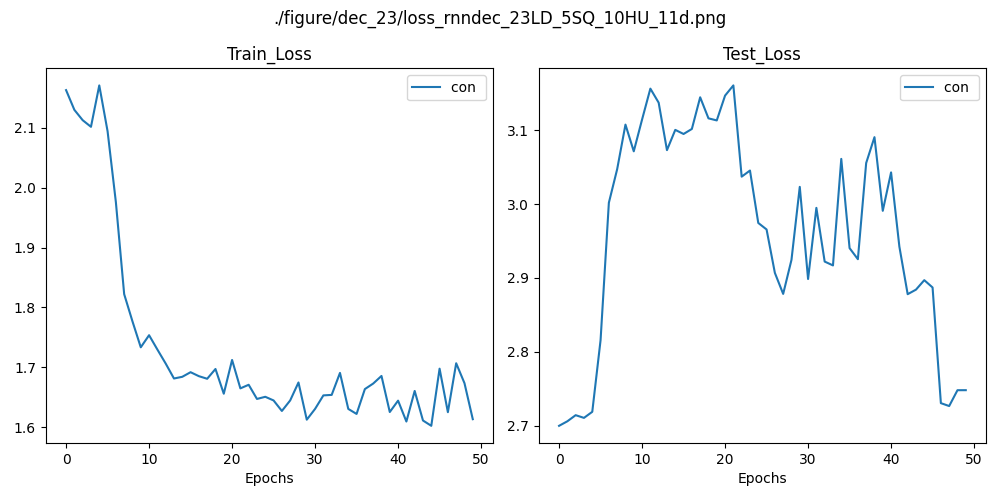 ./figure/dec_23/loss_rnndec_23LD_5SQ_10HU_11d.png
Train_Loss
con
2.1
2.0
1.9
1.8
1.7
1.6
0 10 20 30 40 50
Epochs
Test_Loss
con
3.1
3.0
2.9
2.8
2.7
0 10 20 30 40 50
Epochs